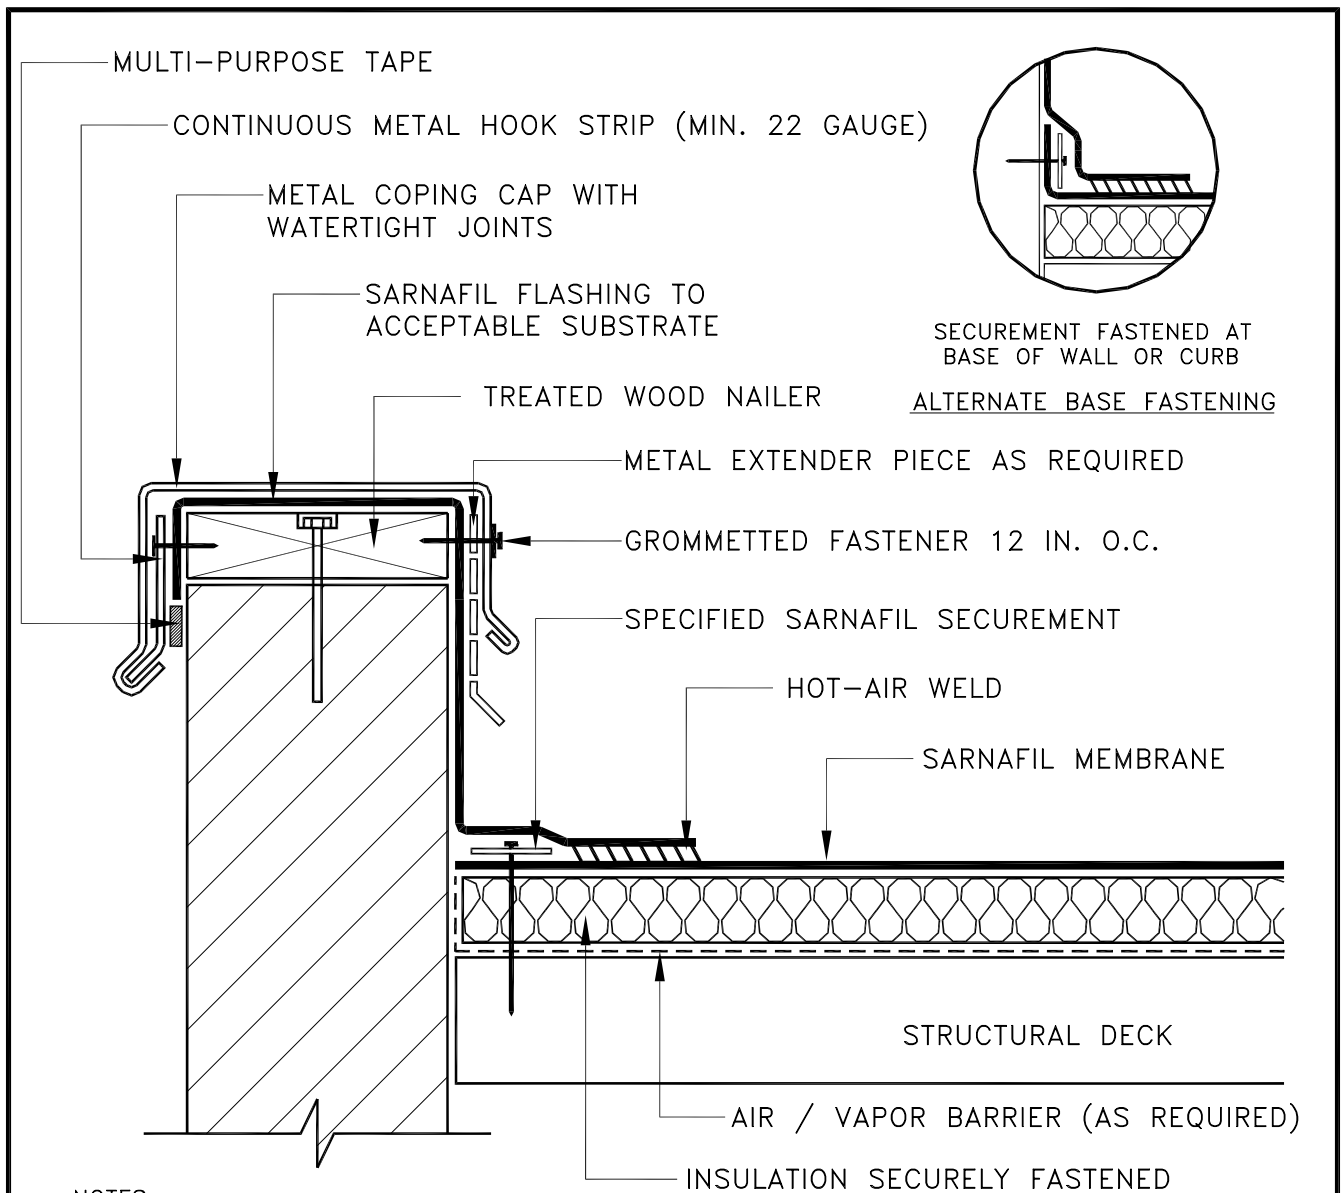 MULTI-PURPOSE TAPE
CONTINUOUS METAL HOOK STRIP (MIN. 22 GAUGE)
METAL COPING CAP WITH
WATERTIGHT JOINTS
SARNAFIL FLASHING TO
ACCEPTABLE SUBSTRATE
SECUREMENT FASTENED AT
BASE OF WALL OR CURB
ALTERNATE BASE FASTENING
TREATED WOOD NAILER
METAL EXTENDER PIECE AS REQUIRED
GROMMETTED FASTENER 12 IN. O.C.
SPECIFIED SARNAFIL SECUREMENT
HOT-AIR WELD
SARNAFIL MEMBRANE
STRUCTURAL DECK
AIR / VAPOR BARRIER (AS REQUIRED)
INSULATION SECURELY FASTENED